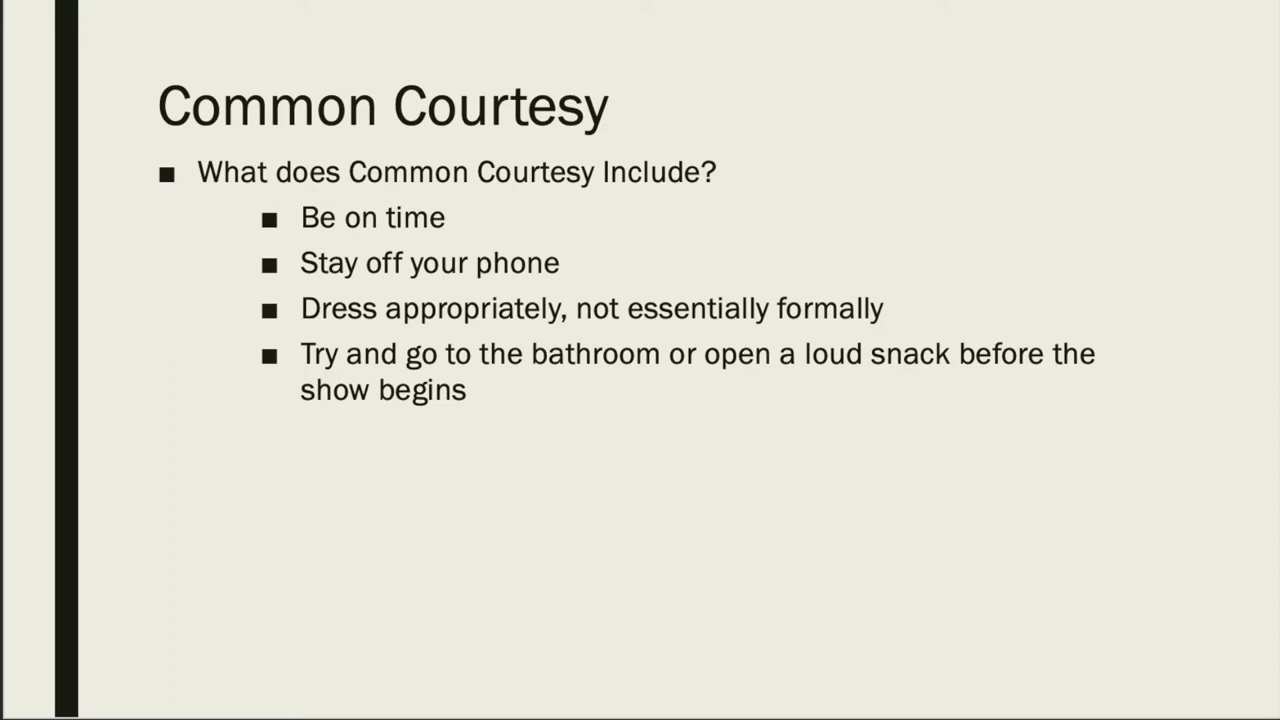 Common Courtesy
■ What does Common Courtesy Include?
■ Be on time
■ Stay off your phone
■ Dress appropriately, not essentially formally
■ Try and go to the bathroom or open a loud snack before the
show begins